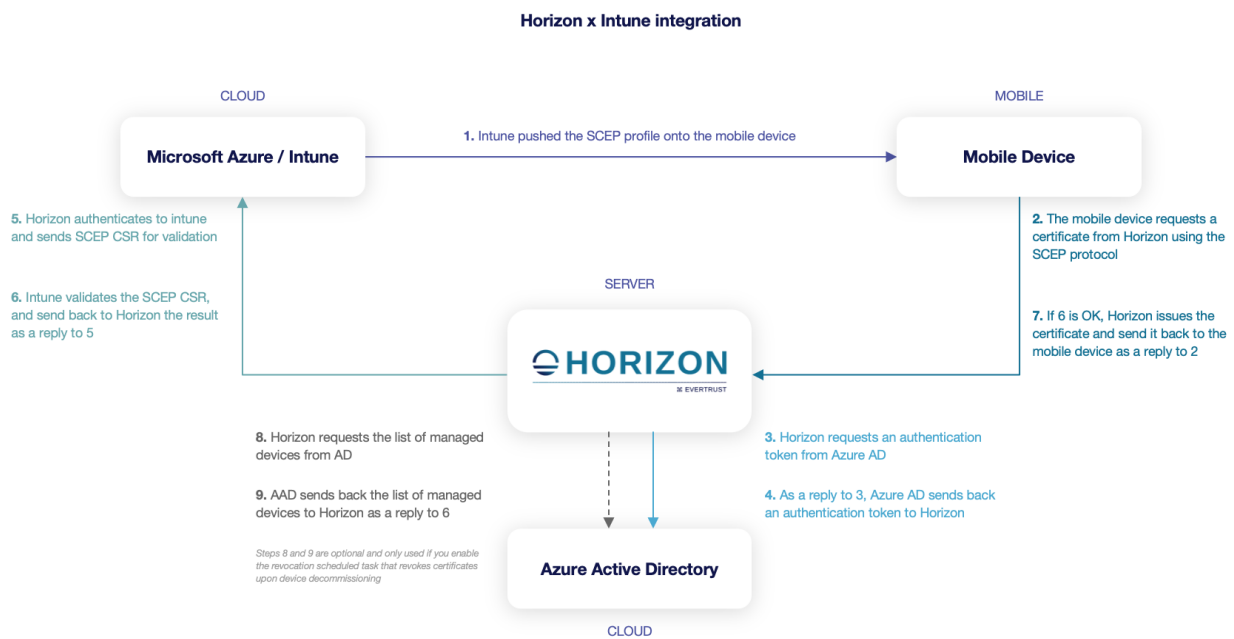 Horizon x Intune integration
CLOUD
MOBILE
Microsoft Azure / Intune
1. Intune pushed the SCEP profile onto the mobile device
Mobile Device
5. Horizon authenticates to intune
and sends SCEP CSR for validation
2. The mobile device requests a
certificate from Horizon using the
SCEP protocol
6. Intune validates the SCEP CSR,
and send back to Horizon the result
as a reply to 5
SERVER
7. If 6 is OK, Horizon issues the
certificate and send it back to the
mobile device as a reply to 2
HORIZON
EVERTRUST
8. Horizon requests the list of managed
devices from AD
3. Horizon requests an authentication
token from Azure AD
9. AAD sends back the list of managed
devices to Horizon as a reply to 6
4. As a reply to 3, Azure AD sends back
an authentication token to Horizon
Steps 8 and 9 are optional and only used if you enable
the revocation scheduled task that revokes certificates
upon device decommissioning
Azure Active Directory
CLOUD